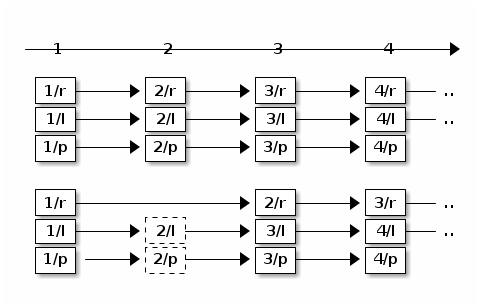 1 2 3 4
1/r 2/r 3/r 4/r ..
1/l 2/l 3/l 4/l ..
1/p 2/p 3/p 4/p
1/r 2/r 3/r ..
1/l 2/l 3/l 4/l ..
1/p 2/p 3/p 4/p